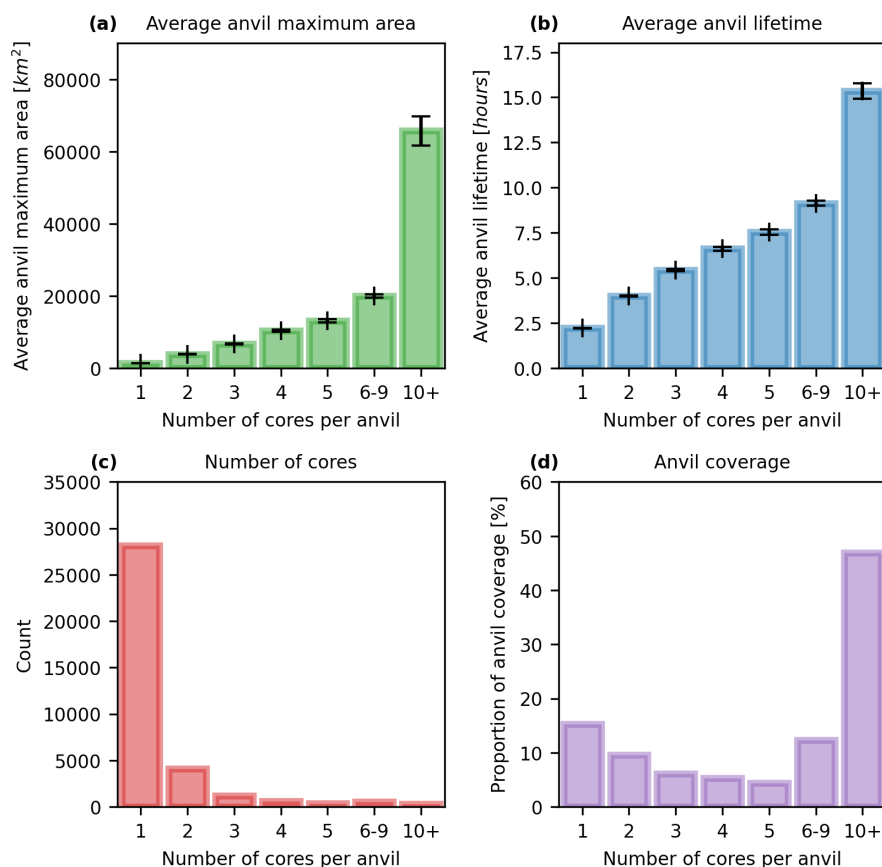 (a) Average anvil maximum area
Average anvil maximum area [km²]
80000
60000
40000
20000
0
1 2 3 4 5 6-9 10+
Number of cores per anvil
(b) Average anvil lifetime
Average anvil lifetime [hours]
17.5
15.0
12.5
10.0
7.5
5.0
2.5
0.0
1 2 3 4 5 6-9 10+
Number of cores per anvil
(c) Number of cores
Count
35000
30000
25000
20000
15000
10000
5000
0
1 2 3 4 5 6-9 10+
Number of cores per anvil
(d) Anvil coverage
Proportion of anvil coverage [%]
60
50
40
30
20
10
0
1 2 3 4 5 6-9 10+
Number of cores per anvil